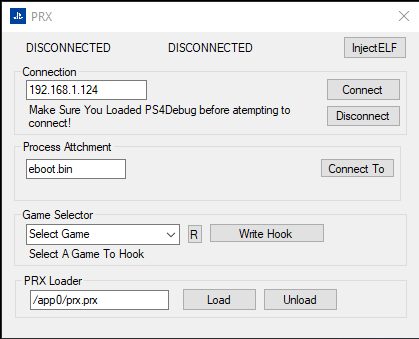 PRX
DISCONNECTED DISCONNECTED InjectELF
Connection
192.168.1.124 Connect
Make Sure You Loaded PS4Debug before atempting to
connect!
Disconnect
Process Attchment
eboot.bin Connect To
Game Selector
Select Game R Write Hook
Select A Game To Hook
PRX Loader
/app0/prx.prx Load Unload